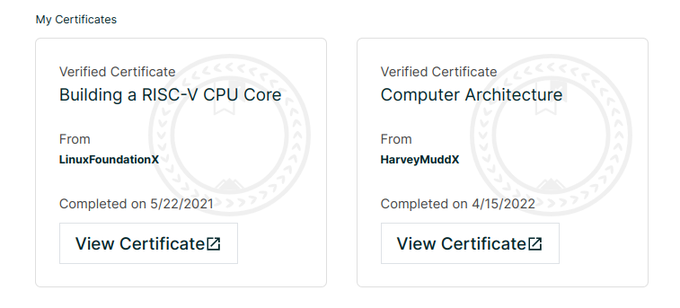 My Certificates
Verified Certificate
Building a RISC-V CPU Core
From
LinuxFoundationX
Completed on 5/22/2021
View Certificate
Verified Certificate
Computer Architecture
From
HarveyMuddX
Completed on 4/15/2022
View Certificate